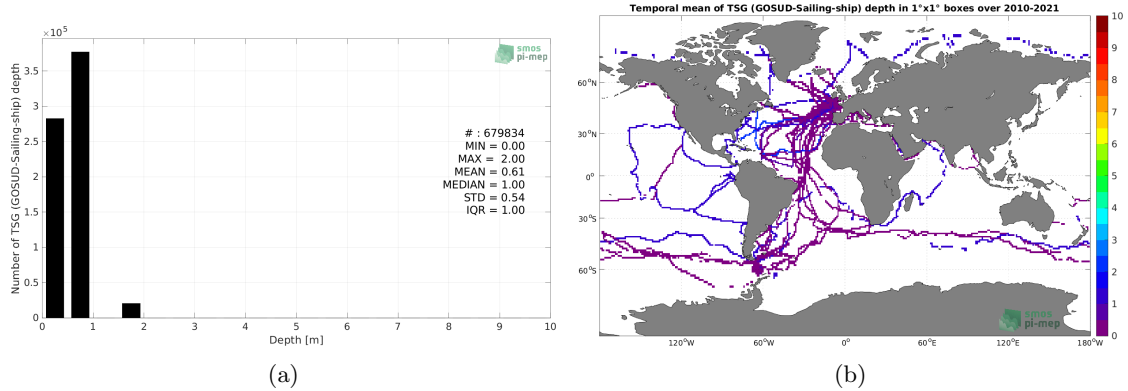 ×10⁵
3.5
3
2.5
2
1.5
1
0.5
0
Number of TSG (GOSUD-Sailing-ship) depth
smos
pi-mep
# : 679834
MIN = 0.00
MAX = 2.00
MEAN = 0.61
MEDIAN = 1.00
STD = 0.54
IQR = 1.00
0 1 2 3 4 5 6 7 8 9 10
Depth [m]
(a)
Temporal mean of TSG (GOSUD-Sailing-ship) depth in 1°x1° boxes over 2010-2021
60°N
30°N
0°
30°S
60°S
120°W 60°W 0° 60°E 120°E 180°W
smos
pi-mep
10
9
8
7
6
5
4
3
2
1
0
(b)